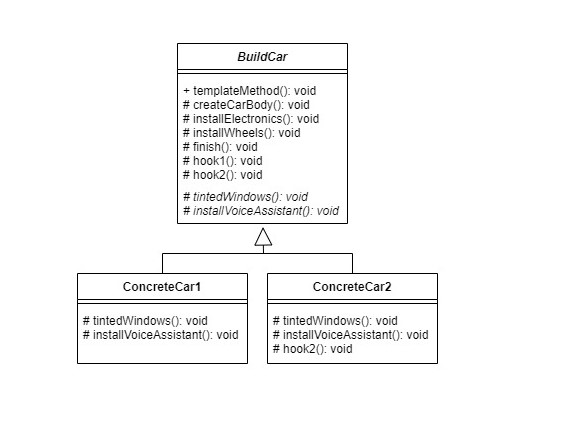 BuildCar
+ templateMethod(): void
# createCarBody(): void
# installElectronics(): void
# installWheels(): void
# finish(): void
# hook1(): void
# hook2(): void
# tintedWindows(): void
# installVoiceAssistant(): void
ConcreteCar1
# tintedWindows(): void
# installVoiceAssistant(): void
ConcreteCar2
# tintedWindows(): void
# installVoiceAssistant(): void
# hook2(): void